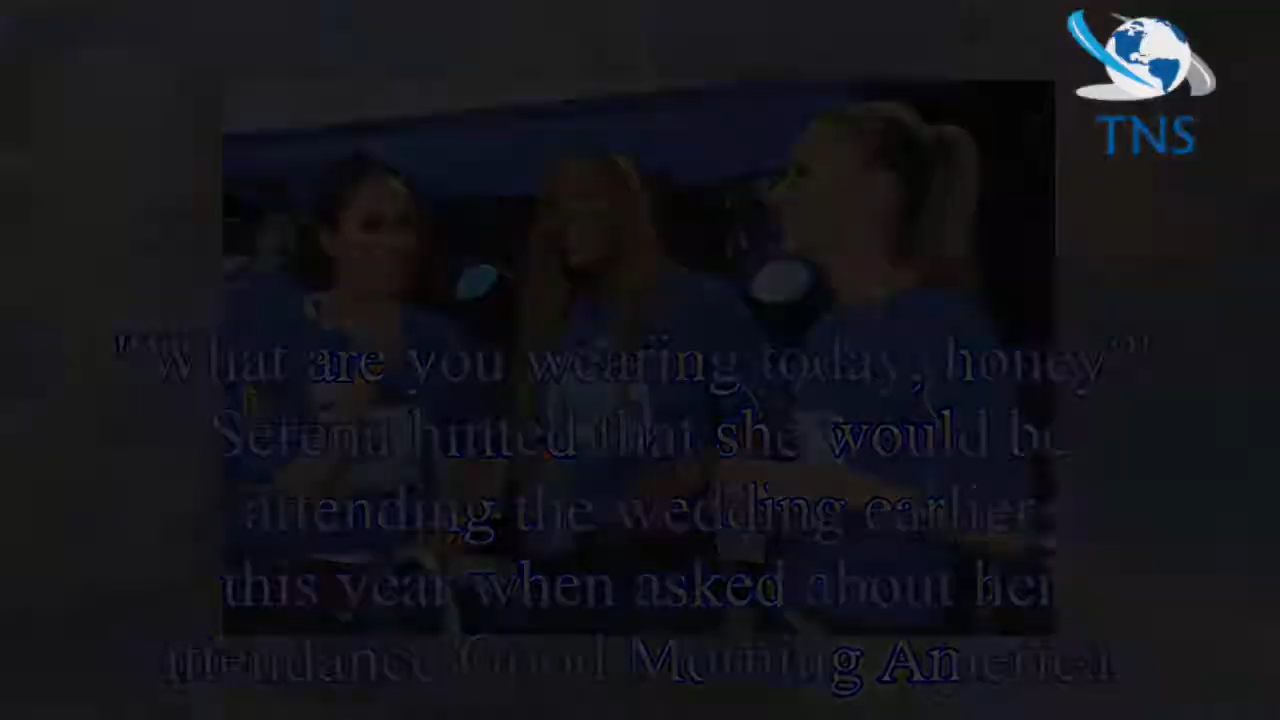 TNS
"'What are you wearing today, honey'"
Serena hinted that she would be
attending the wedding earlier
this year when asked about her
attendance Good Morning America